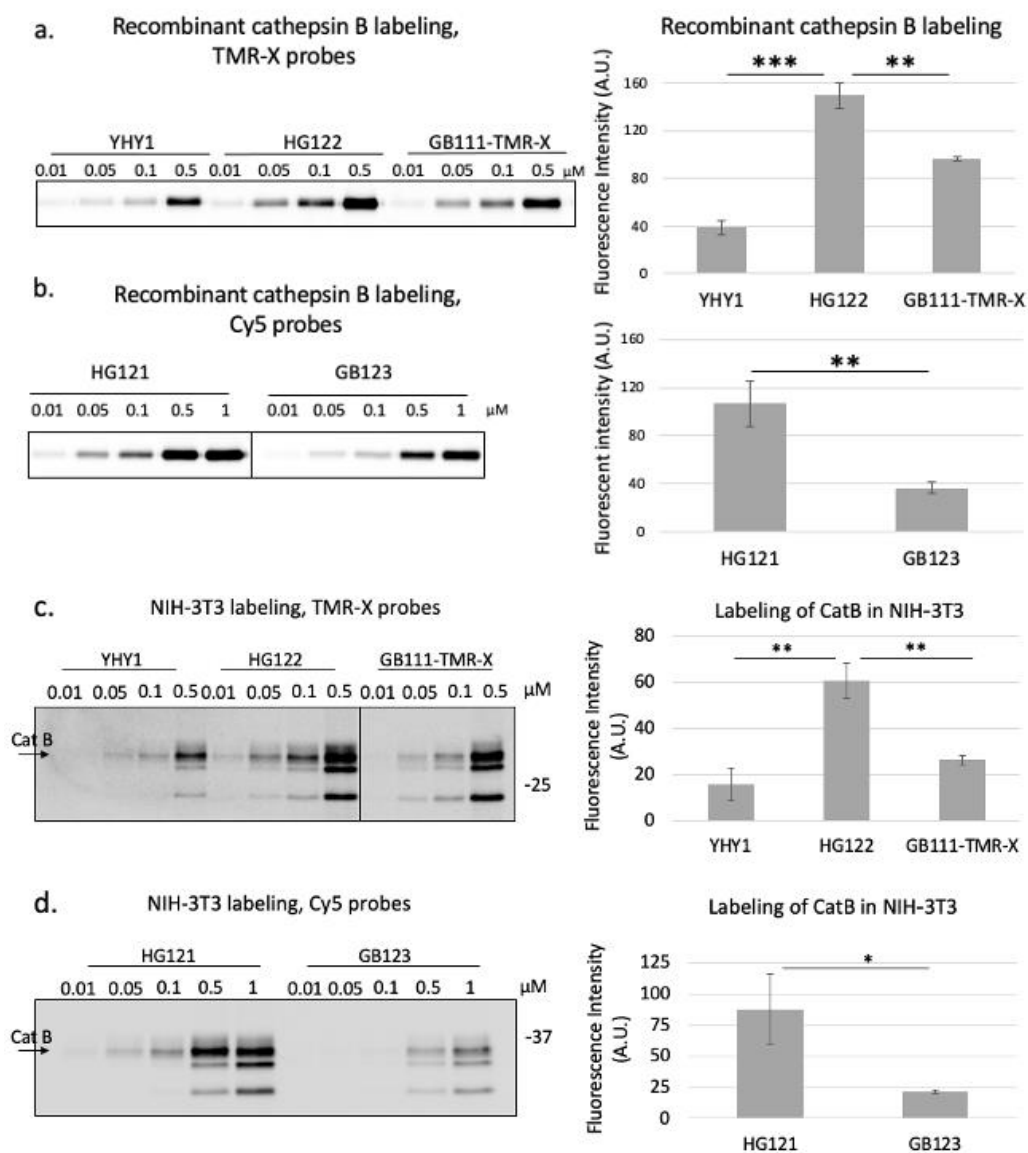 a.
Recombinant cathepsin B labeling,
TMR-X probes
YHY1 HG122 GB111-TMR-X
0.01 0.05 0.1 0.5 0.01 0.05 0.1 0.5 0.01 0.05 0.1 0.5 μM
Recombinant cathepsin B labeling
Fluorescence Intensity (A.U.)
160
120
80
40
0
*** **
YHY1 HG122 GB111-TMR-X
b.
Recombinant cathepsin B labeling,
Cy5 probes
HG121 GB123
0.01 0.05 0.1 0.5 1 0.01 0.05 0.1 0.5 1 μM
Fluorescent intensity (A.U.)
160
120
80
40
0
**
HG121 GB123
c.
NIH-3T3 labeling, TMR-X probes
YHY1 HG122 GB111-TMR-X
0.01 0.05 0.1 0.5 0.01 0.05 0.1 0.5 0.01 0.05 0.1 0.5 μM
Cat B
-25
Labeling of CatB in NIH-3T3
Fluorescence Intensity
(A.U.)
80
60
40
20
0
** **
YHY1 HG122 GB111-TMR-X
d.
NIH-3T3 labeling, Cy5 probes
HG121 GB123
0.01 0.05 0.1 0.5 1 0.01 0.05 0.1 0.5 1 μM
Cat B
-37
Labeling of CatB in NIH-3T3
Fluorescence Intensity
(A.U.)
125
100
75
50
25
0
*
HG121 GB123